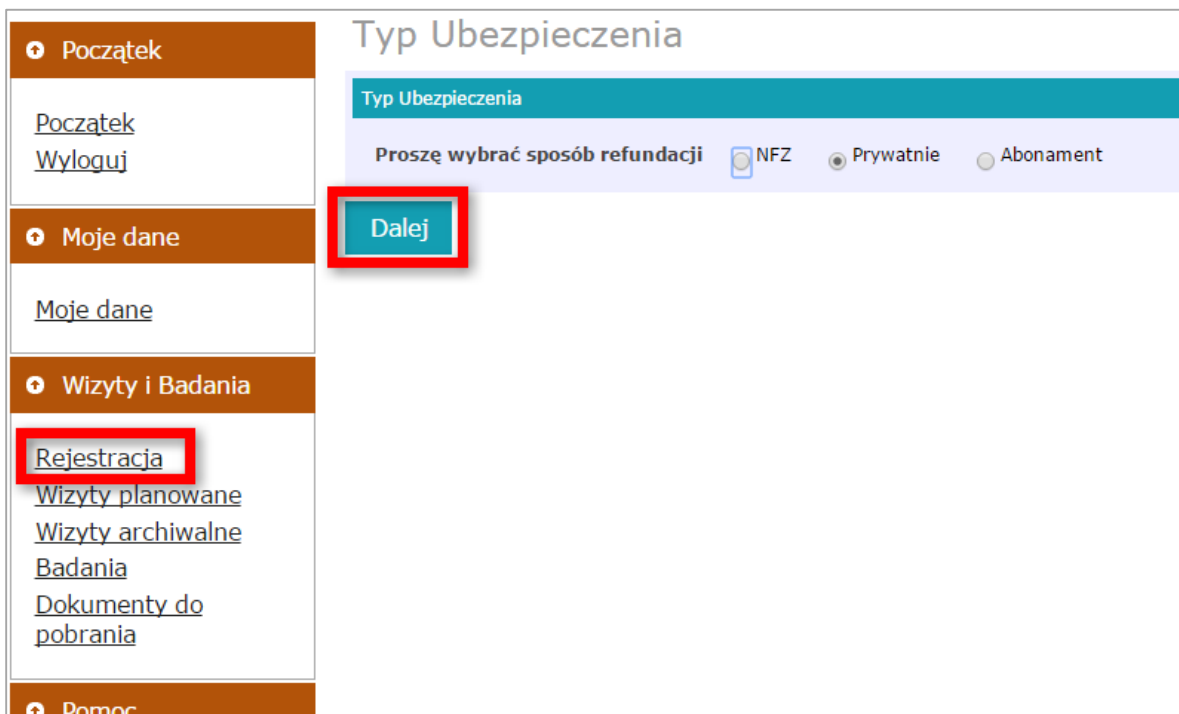 Początek
Początek
Wyloguj
Moje dane
Moje dane
Wizyty i Badania
Rejestracja
Wizyty planowane
Wizyty archiwalne
Badania
Dokumenty do
pobrania
Pomoc
Typ Ubezpieczenia
Typ Ubezpieczenia
Proszę wybrać sposób refundacji NFZ Prywatnie Abonament
Dalej